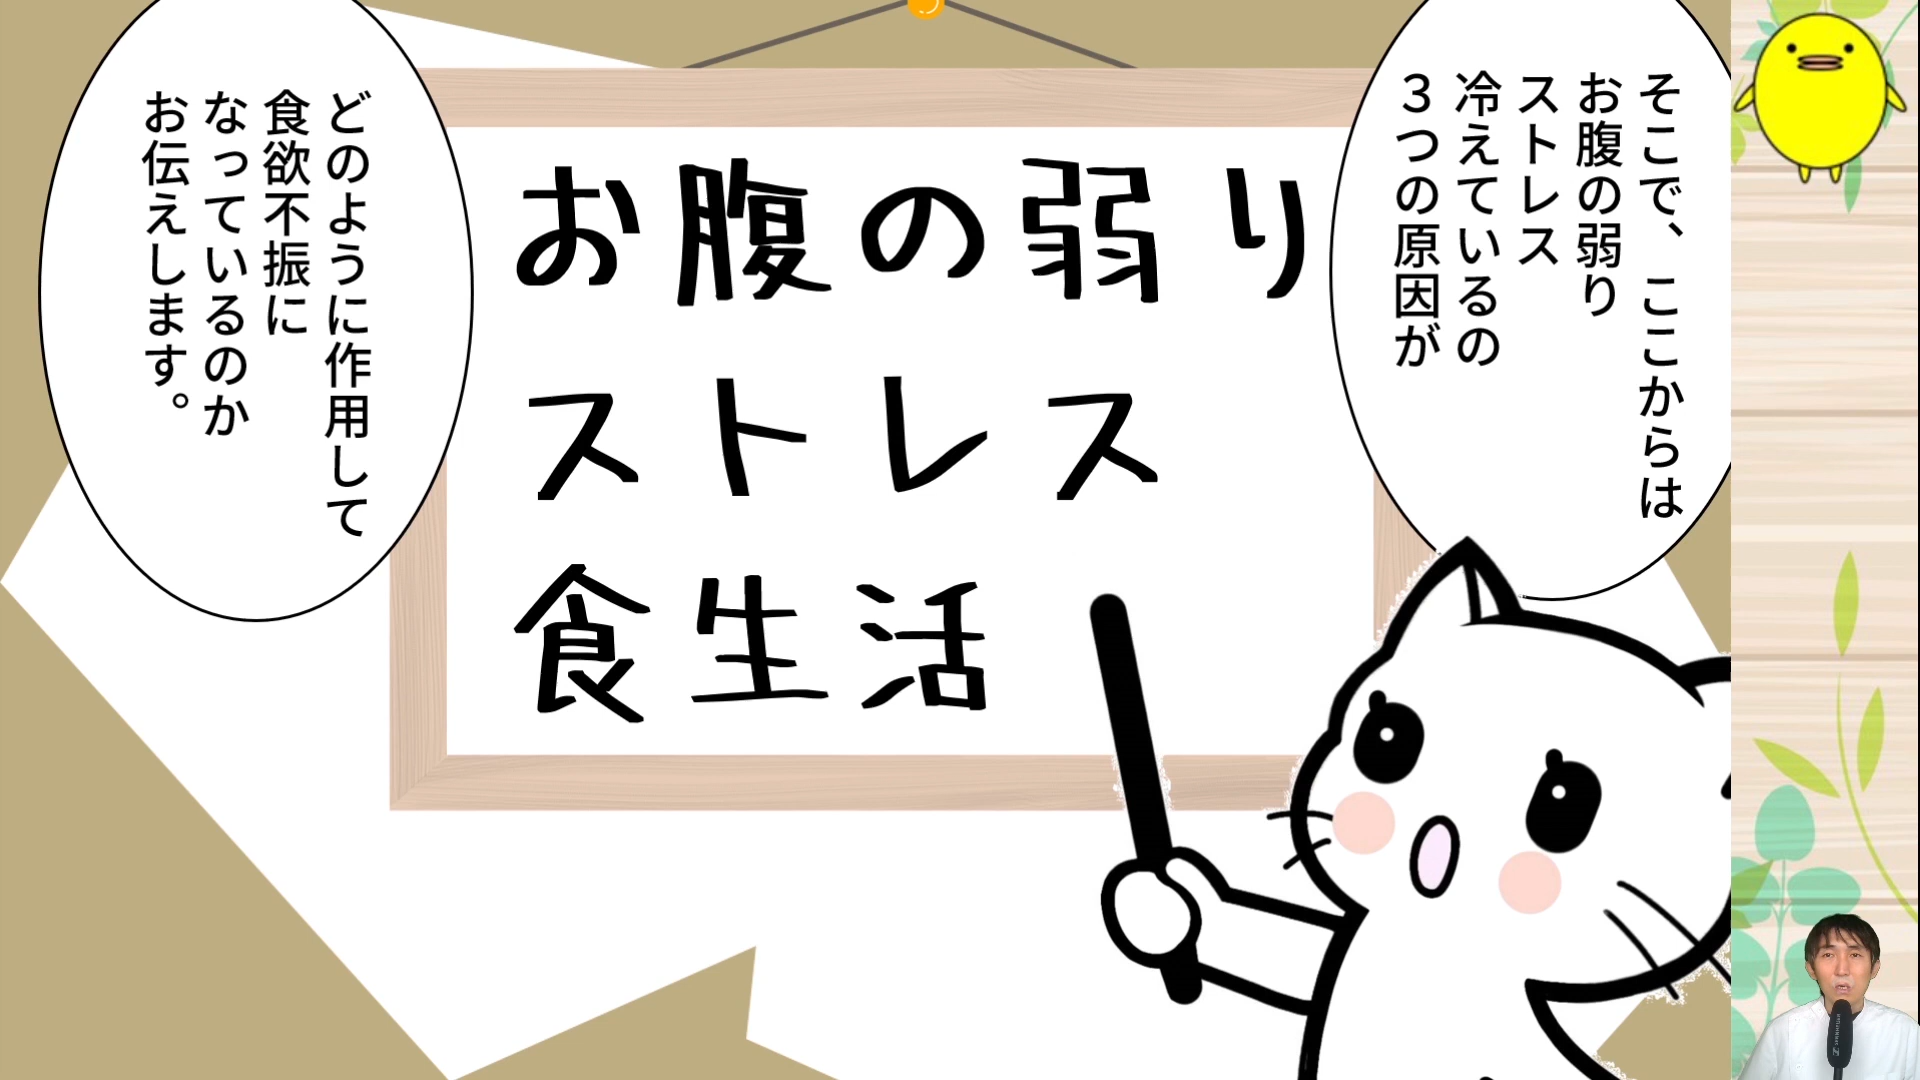 そこで、ここからは
お腹の弱り
ストレス
冷えているの
３つの原因が
お腹の弱り
ストレス
食生活
どのように作用して
食欲不振に
なっているのか
お伝えします。